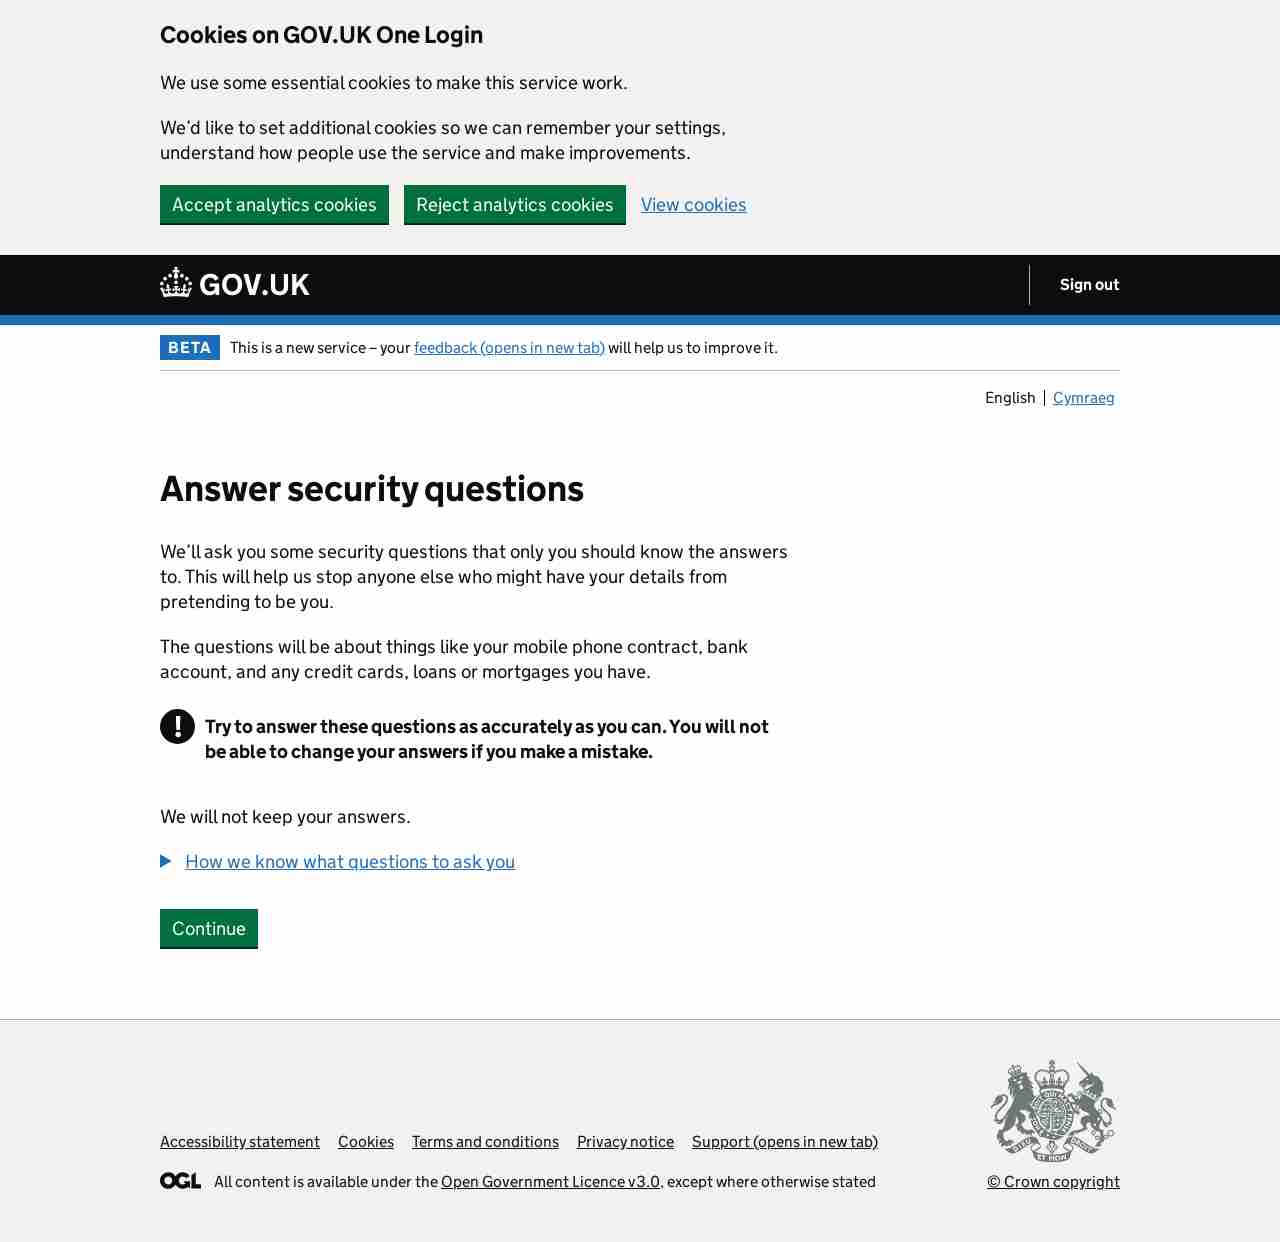 Cookies on GOV.UK One Login
We use some essential cookies to make this service work.
We’d like to set additional cookies so we can remember your settings,
understand how people use the service and make improvements.
Accept analytics cookies
Reject analytics cookies
View cookies
GOV.UK
Sign out
BETA
This is a new service – your feedback (opens in new tab) will help us to improve it.
English
Cymraeg
Answer security questions
We’ll ask you some security questions that only you should know the answers
to. This will help us stop anyone else who might have your details from
pretending to be you.
The questions will be about things like your mobile phone contract, bank
account, and any credit cards, loans or mortgages you have.
! Try to answer these questions as accurately as you can. You will not
be able to change your answers if you make a mistake.
We will not keep your answers.
How we know what questions to ask you
Continue
Accessibility statement
Cookies
Terms and conditions
Privacy notice
Support (opens in new tab)
OGL
All content is available under the Open Government Licence v3.0, except where otherwise stated
© Crown copyright